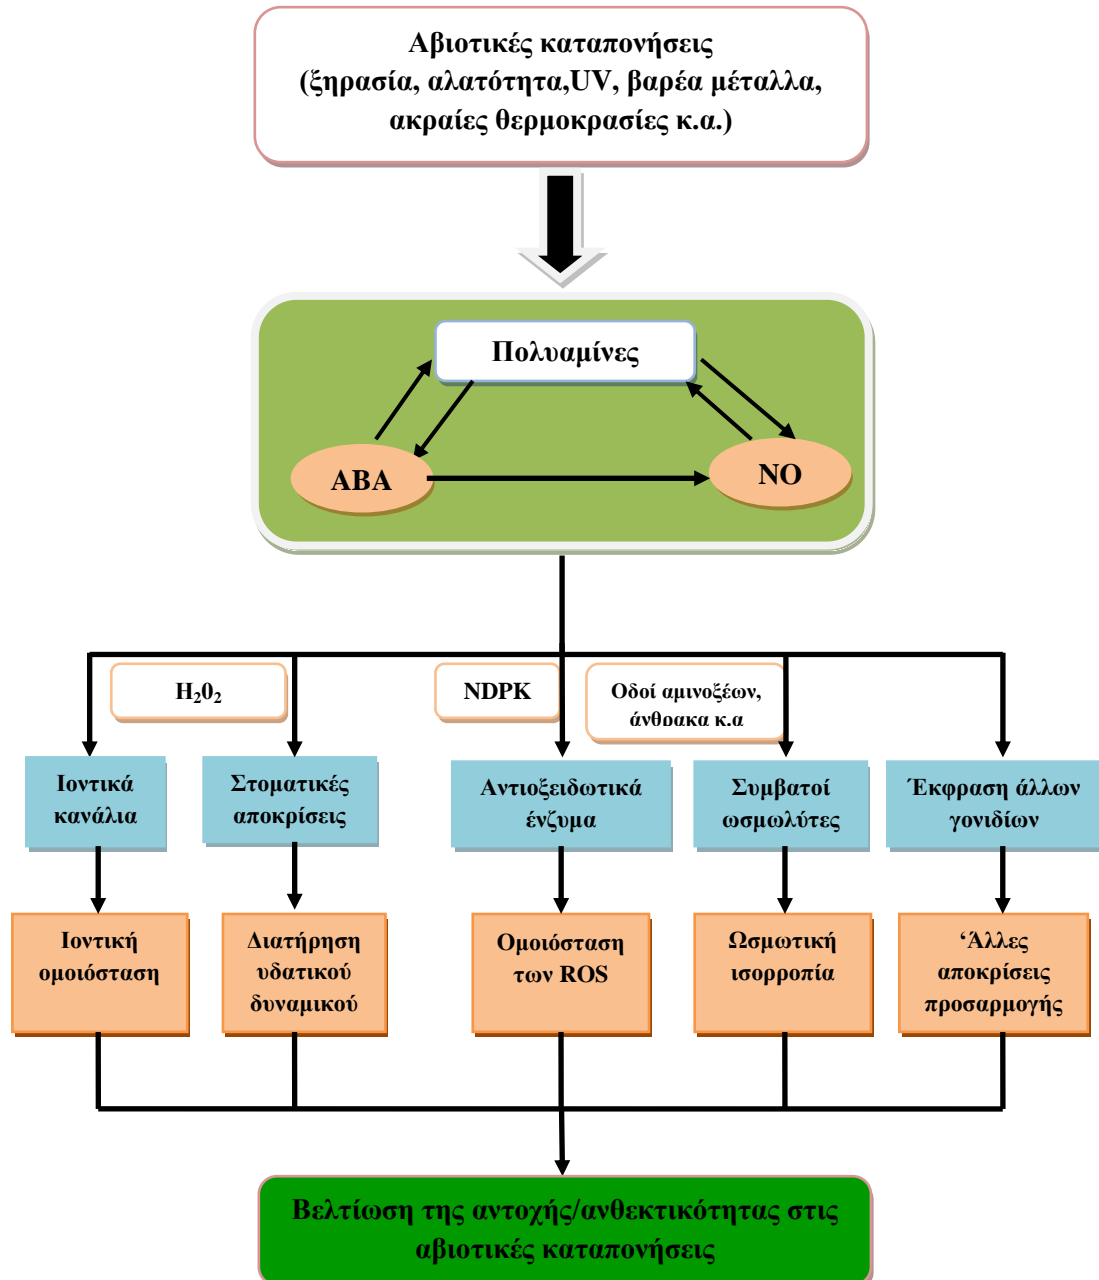 Αβιοτικές καταπονήσεις
(ξηρασία, αλατότητα,UV, βαρέα μέταλλα,
ακραίες θερμοκρασίες κ.α.)
Πολυαμίνες
ABA
NO
H₂0₂
NDPK
Οδοί αμινοξέων,
άνθρακα κ.α
Ιοντικά
κανάλια
Στοματικές
αποκρίσεις
Αντιοξειδωτικά
ένζυμα
Συμβατοί
ωσμωλύτες
Έκφραση άλλων
γονιδίων
Ιοντική
ομοιόσταση
Διατήρηση
υδατικού
δυναμικού
Ομοιόσταση
των ROS
Ωσμωτική
ισορροπία
‘Άλλες
αποκρίσεις
προσαρμογής
Βελτίωση της αντοχής/ανθεκτικότητας στις
αβιοτικές καταπονήσεις